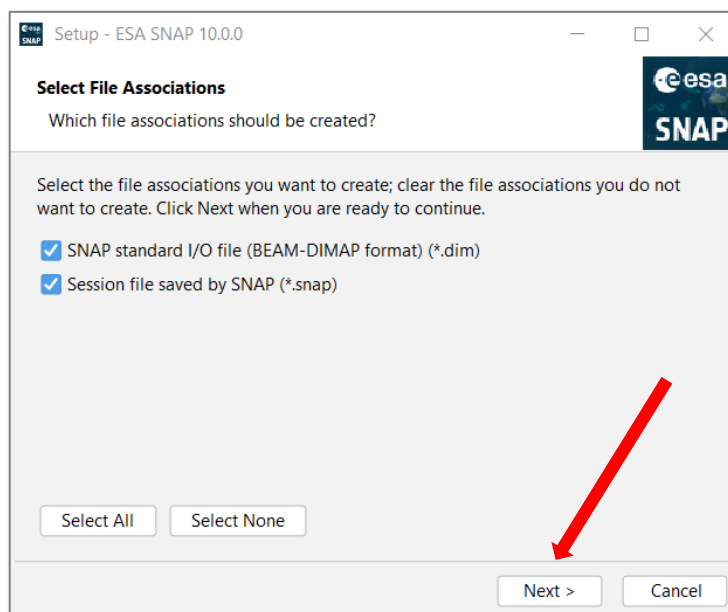 esa
SNAP
Setup - ESA SNAP 10.0.0
Select File Associations
Which file associations should be created?
esa
SNAP
Select the file associations you want to create; clear the file associations you do not
want to create. Click Next when you are ready to continue.
SNAP standard I/O file (BEAM-DIMAP format) (*.dim)
Session file saved by SNAP (*.snap)
Select All
Select None
Next >
Cancel